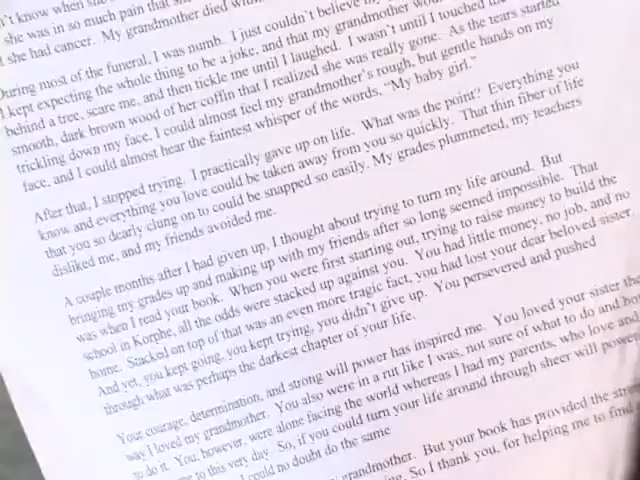 n't know when she
she was in so much pain that she
she had cancer. My grandmother died
During most of the funeral, I was numb. I just couldn't believe
I kept expecting the whole thing to be a joke, and that my grandmother
behind a tree, scare me, and then tickle me until I laughed. I wasn't until I touched the
smooth, dark brown wood of her coffin that I realized she was really gone. As the tears started
trickling down my face, I could almost feel my grandmother's rough, but gentle hands on my
face, and I could almost hear the faintest whisper of the words, "My baby girl."
After that, I stopped trying. I practically gave up on life. What was the point? Everything you
know and everything you love could be taken away from you so quickly. That thin fiber of life
that you so dearly clung on to could be snapped so easily. My grades plummeted, my teachers
disliked me, and my friends avoided me.
A couple months after I had given up, I thought about trying to turn my life around. But
bringing my grades up and making up with my friends after so long seemed impossible. That
was when I read your book. When you were first starting out, trying to raise money to build the
school in Korphe, all the odds were stacked up against you. You had little money, no job, and no
home. Stacked on top of that was an even more tragic fact, you had lost your dear beloved sister.
And yet, you kept going, you kept trying, you didn't give up. You persevered and pushed
through what was perhaps the darkest chapter of your life.
Your courage, determination, and strong will power has inspired me. You loved your sister the
way I loved my grandmother. You also were in a rut like I was, not sure of what to do and
to do it. You, however, were alone facing the world whereas I had my parents, who love and
me to this very day. So, if you could turn your life around through sheer will power
I could no doubt do the same
grandmother. But your book has provided the
So I thank you, for helping me to find